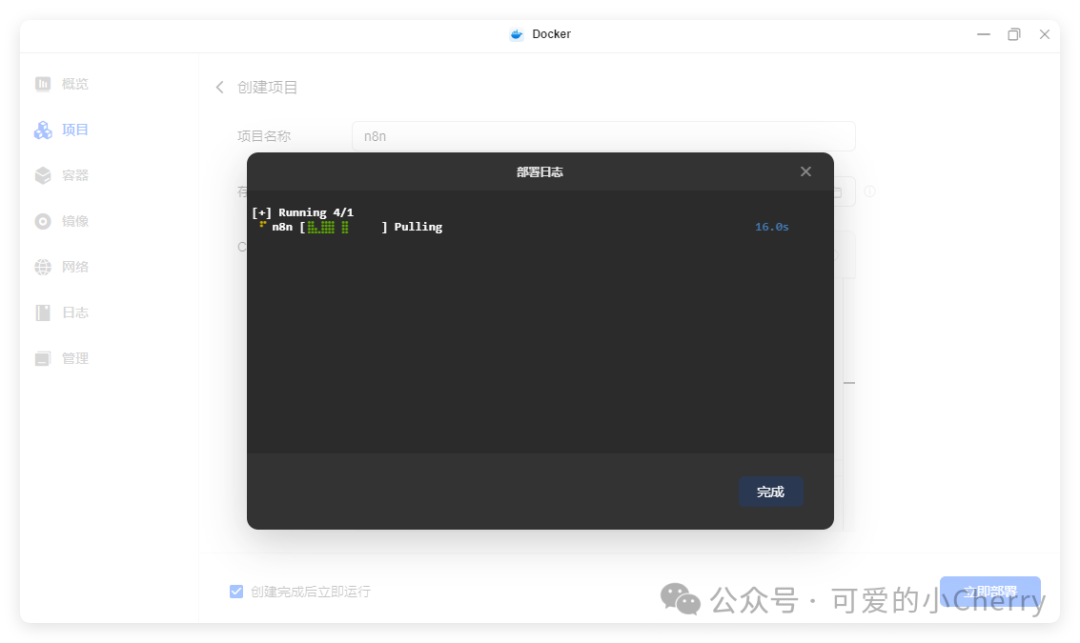 Docker
概览
创建项目
项目
项目名称
n8n
部署日志
容器
存
[+] Running 4/1
n8n [ ] Pulling 16.0s
镜像
C
网络
日志
管理
完成
创建完成后立即运行
立即部署
公众号 · 可爱的小Cherry